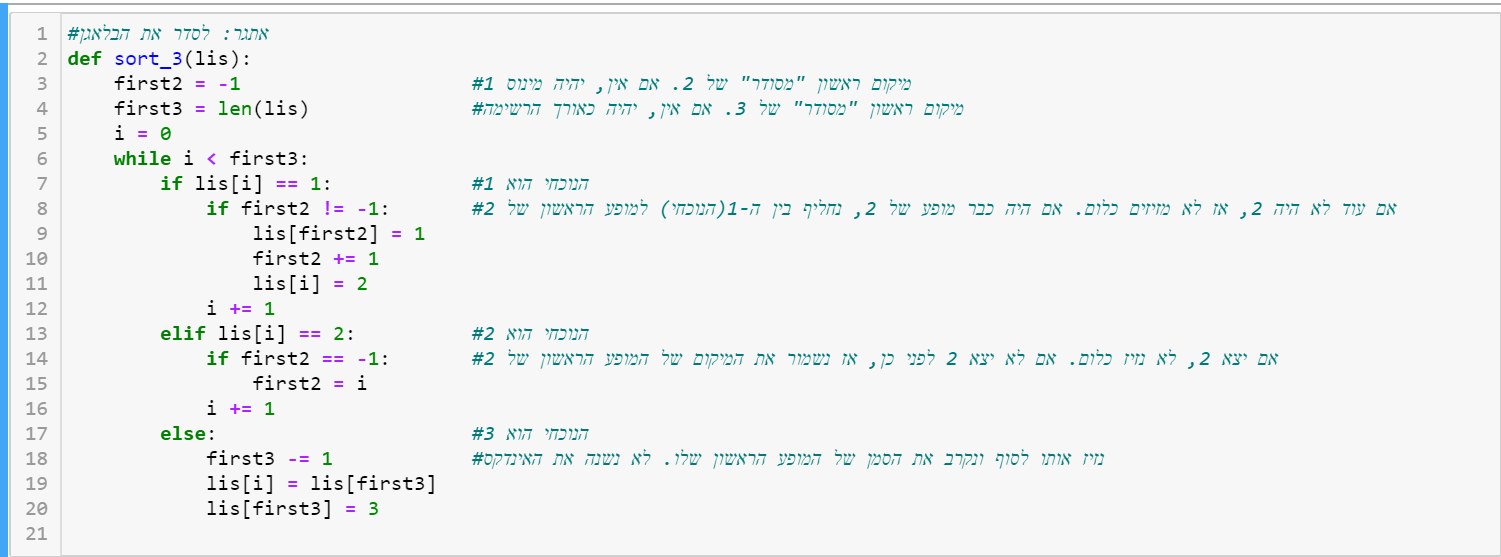 1 #אתגר: לסדר את הבלאגן
2 def sort_3(lis):
3     first2 = -1                    #מיקום ראשון "מסודר" של 2. אם אין, יהיה מינוס 1
4     first3 = len(lis)              #מיקום ראשון "מסודר" של 3. אם אין, יהיה כאורך הרשימה
5     i = 0
6     while i < first3:
7         if lis[i] == 1:            #הנוכחי הוא 1
8             if first2 != -1:       #אם עוד לא היה 2, אז לא מזיזים כלום. אם היה כבר מופע של 2, נחליף בין ה-1(הנוכחי) למופע הראשון של 2
9                 lis[first2] = 1
10                 first2 += 1
11                 lis[i] = 2
12             i += 1
13         elif lis[i] == 2:          #הנוכחי הוא 2
14             if first2 == -1:       #אם יצא 2, לא נזיז כלום. אם לא יצא 2 לפני כן, אז נשמור את המיקום של המופע הראשון של 2
15                 first2 = i
16             i += 1
17         else:                      #הנוכחי הוא 3
18             first3 -= 1            #נזיז אותו לסוף ונקרב את הסמן של המופע הראשון שלו. לא נשנה את האינדקס
19             lis[i] = lis[first3]
20             lis[first3] = 3
21